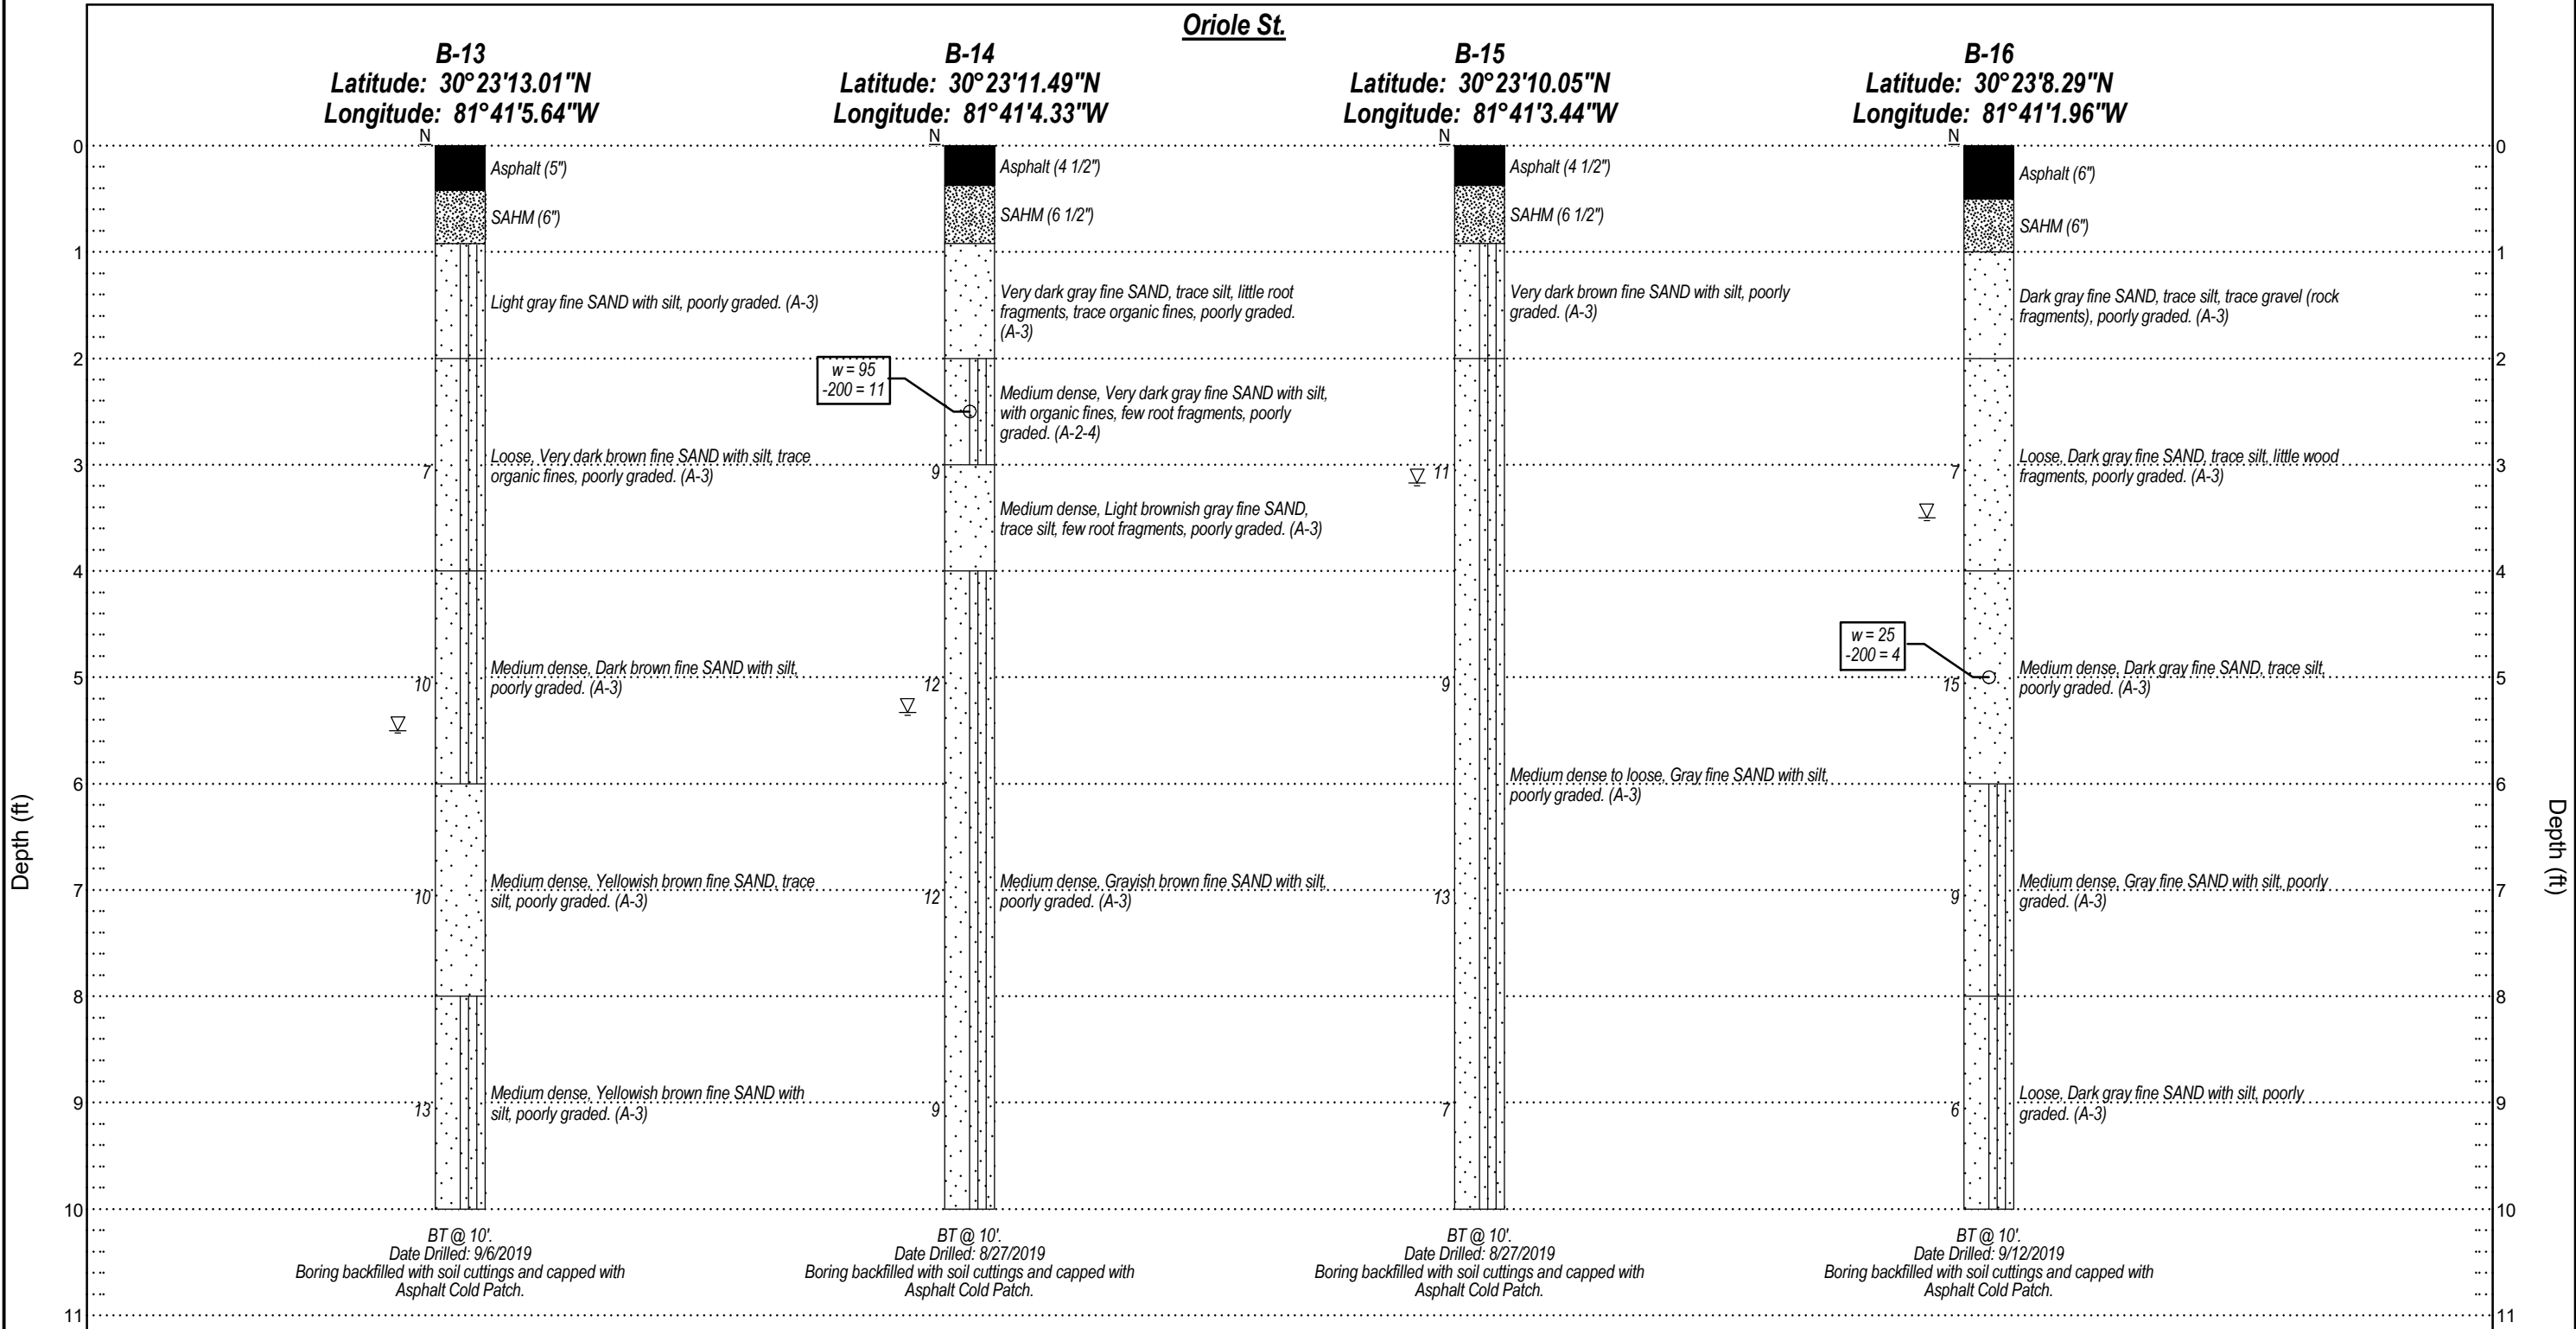 Oriole St.
B-13
Latitude: 30°23'13.01"N
Longitude: 81°41'5.64"W
B-14
Latitude: 30°23'11.49"N
Longitude: 81°41'4.33"W
B-15
Latitude: 30°23'10.05"N
Longitude: 81°41'3.44"W
B-16
Latitude: 30°23'8.29"N
Longitude: 81°41'1.96"W
Depth (ft)
0
1
2
3
4
5
6
7
8
9
10
11
N
Asphalt (5")
SAHM (6")
Light gray fine SAND with silt, poorly graded. (A-3)
7
Loose, Very dark brown fine SAND with silt, trace
organic fines, poorly graded. (A-3)
10
Medium dense, Dark brown fine SAND with silt,
poorly graded. (A-3)
10
Medium dense, Yellowish brown fine SAND, trace
silt, poorly graded. (A-3)
13
Medium dense, Yellowish brown fine SAND with
silt, poorly graded. (A-3)
BT @ 10'.
Date Drilled: 9/6/2019
Boring backfilled with soil cuttings and capped with
Asphalt Cold Patch.
N
Asphalt (4 1/2")
SAHM (6 1/2")
Very dark gray fine SAND, trace silt, little root
fragments, trace organic fines, poorly graded.
(A-3)
w = 95
-200 = 11
Medium dense, Very dark gray fine SAND with silt,
with organic fines, few root fragments, poorly
graded. (A-2-4)
9
Medium dense, Light brownish gray fine SAND,
trace silt, few root fragments, poorly graded. (A-3)
12
12
Medium dense, Grayish brown fine SAND with silt,
poorly graded. (A-3)
9
BT @ 10'.
Date Drilled: 8/27/2019
Boring backfilled with soil cuttings and capped with
Asphalt Cold Patch.
N
Asphalt (4 1/2")
SAHM (6 1/2")
Very dark brown fine SAND with silt, poorly
graded. (A-3)
11
9
Medium dense to loose, Gray fine SAND with silt,
poorly graded. (A-3)
13
7
BT @ 10'.
Date Drilled: 8/27/2019
Boring backfilled with soil cuttings and capped with
Asphalt Cold Patch.
N
Asphalt (6")
SAHM (6")
Dark gray fine SAND, trace silt, trace gravel (rock
fragments), poorly graded. (A-3)
7
Loose, Dark gray fine SAND, trace silt, little wood
fragments, poorly graded. (A-3)
w = 25
-200 = 4
15
Medium dense, Dark gray fine SAND, trace silt,
poorly graded. (A-3)
9
Medium dense, Gray fine SAND with silt, poorly
graded. (A-3)
6
Loose, Dark gray fine SAND with silt, poorly
graded. (A-3)
BT @ 10'.
Date Drilled: 9/12/2019
Boring backfilled with soil cuttings and capped with
Asphalt Cold Patch.
0
1
2
3
4
5
6
7
8
9
10
11
Depth (ft)